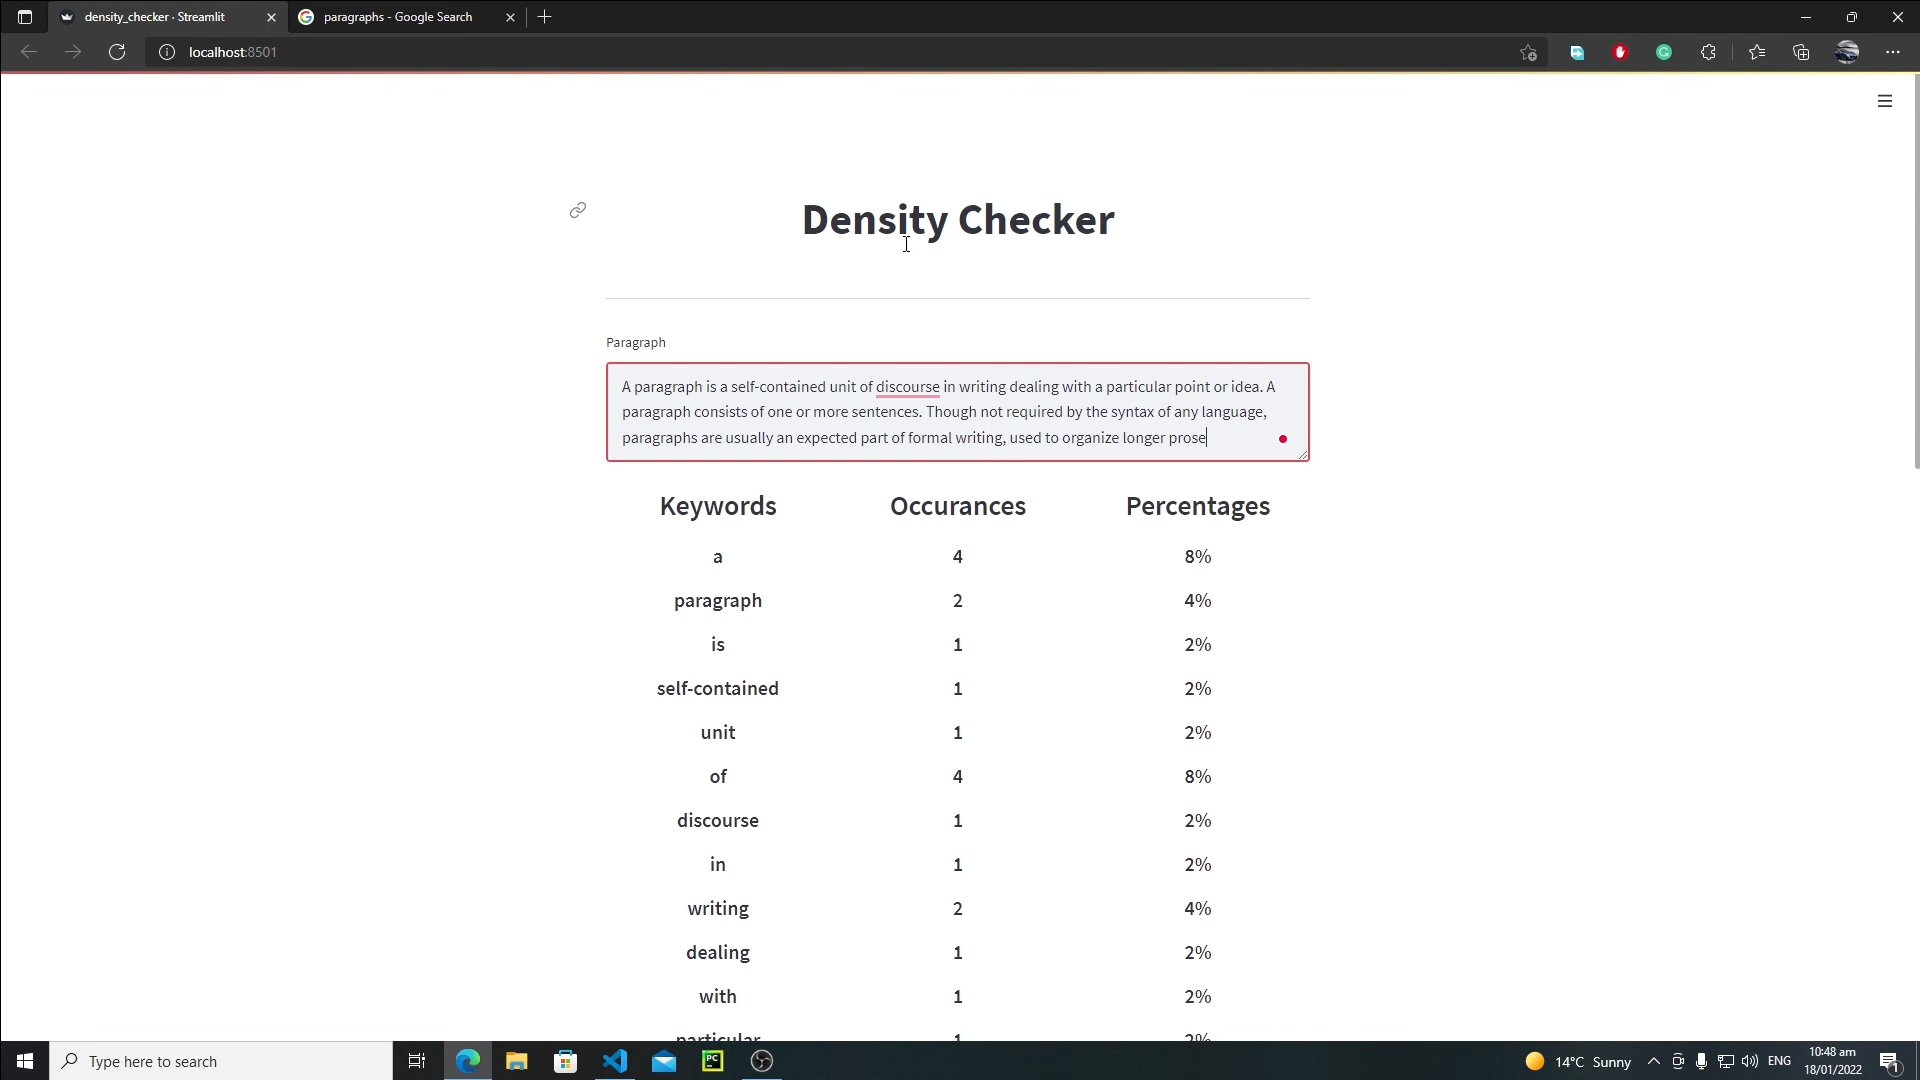 density_checker · Streamlit
paragraphs - Google Search
localhost:8501
Density Checker
Paragraph
A paragraph is a self-contained unit of discourse in writing dealing with a particular point or idea. A
paragraph consists of one or more sentences. Though not required by the syntax of any language,
paragraphs are usually an expected part of formal writing, used to organize longer prose
Keywords Occurances Percentages
a 4 8%
paragraph 2 4%
is 1 2%
self-contained 1 2%
unit 1 2%
of 4 8%
discourse 1 2%
in 1 2%
writing 2 4%
dealing 1 2%
with 1 2%
particular 1 2%
Type here to search
PC
14°C Sunny
ENG
10:48 am
18/01/2022
1